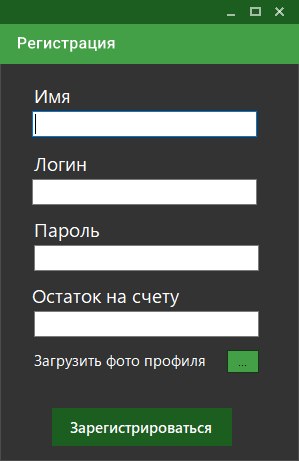 Регистрация
Имя
Логин
Пароль
Остаток на счету
Загрузить фото профиля ...
Зарегистрироваться